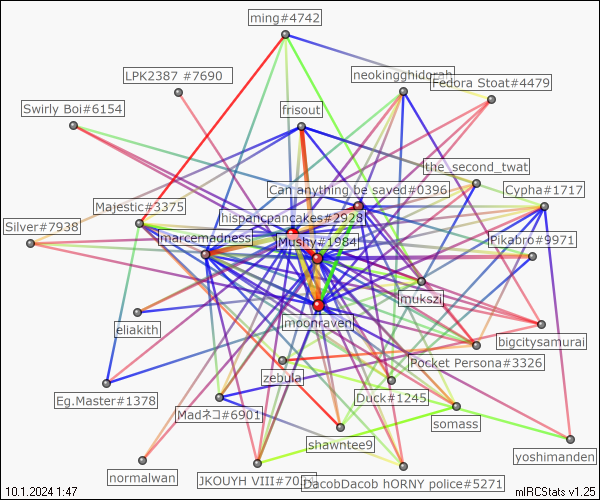 ming#4742
LPK2387 #7690
neokingghidorah
Fedora Stoat#4479
Swirly Boi#6154
frisout
the_second_twat
Can anything be saved#0396
Cypha#1717
Majestic#3375
hispancpancakes#2928
Silver#7938
marcemadness
Mushy#1984
Pikabro#9971
mukszi
moonraven
eliakith
bigcitysamurai
Pocket Persona#3326
zebula
Eg.Master#1378
Duck#1245
Madネコ#6901
somass
shawntee9
yoshimanden
normalwan
JKOUYH VIII#70
DacobDacob hORNY police#5271
10.1.2024 1:47
mIRCStats v1.25